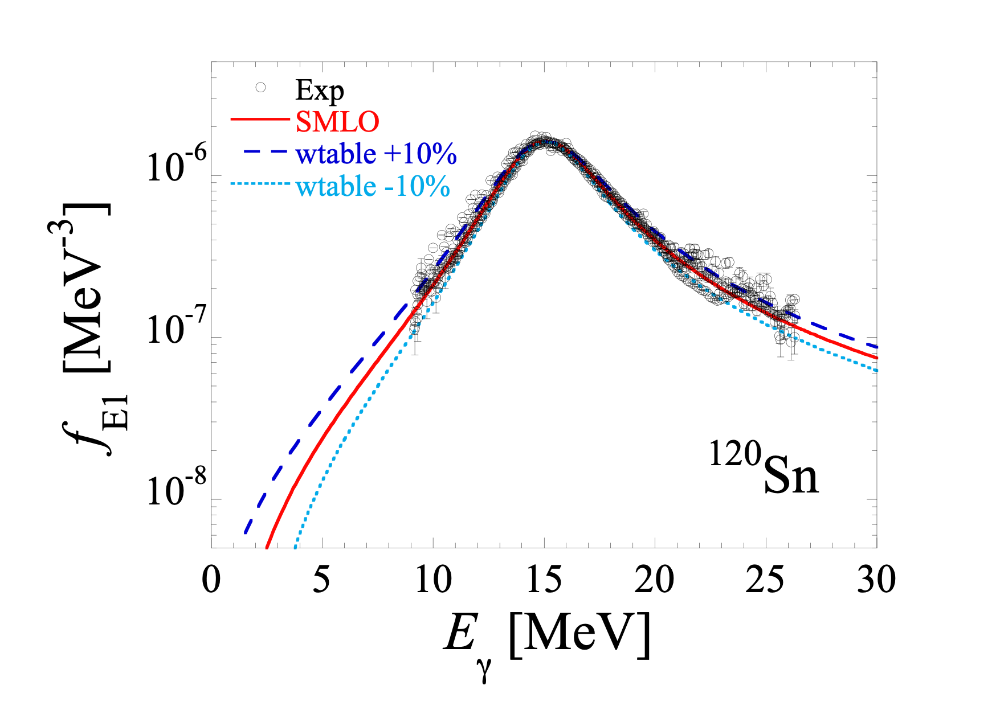 Exp
SMLO
wtable +10%
wtable -10%
10-6
10-7
10-8
fE1 [MeV-3]
120Sn
0 5 10 15 20 25 30
Eγ [MeV]